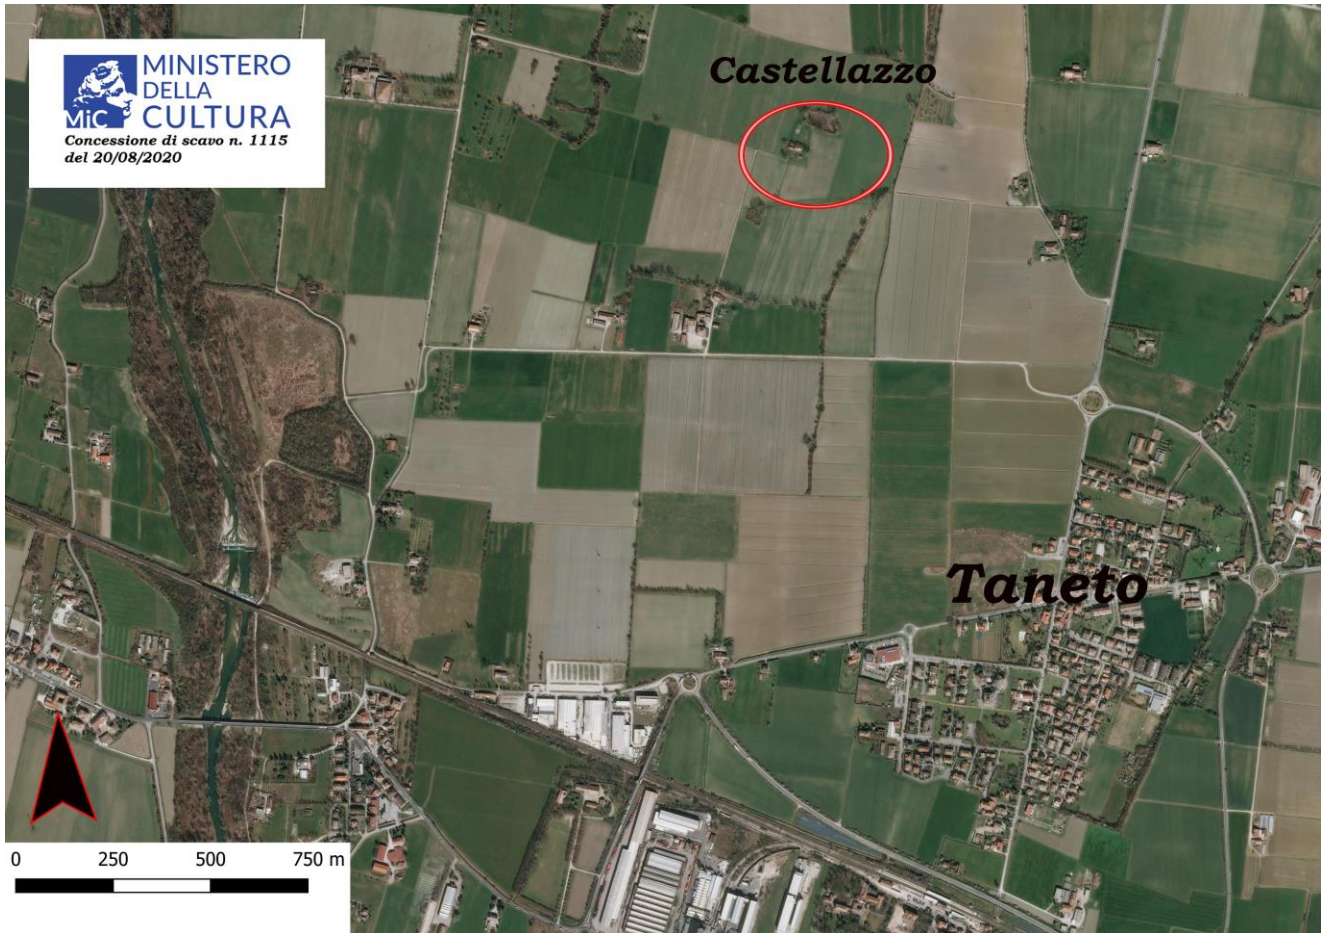 MINISTERO
DELLA
CULTURA
MiC
Concessione di scavo n. 1115
del 20/08/2020
Castellazzo
Taneto
0 250 500 750 m